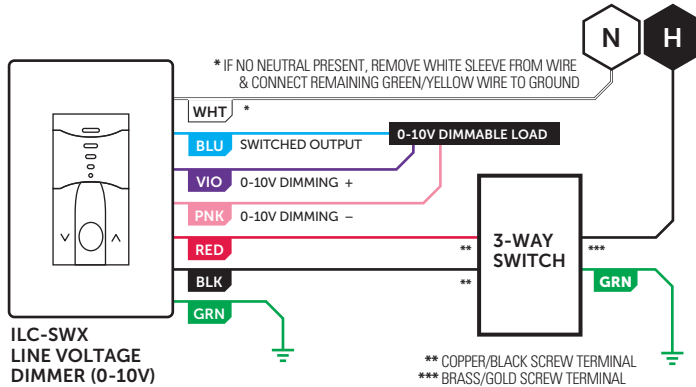 N H
* IF NO NEUTRAL PRESENT, REMOVE WHITE SLEEVE FROM WIRE
& CONNECT REMAINING GREEN/YELLOW WIRE TO GROUND
WHT *
BLU SWITCHED OUTPUT
0-10V DIMMABLE LOAD
VIO 0-10V DIMMING +
PNK 0-10V DIMMING –
RED
**
3-WAY
SWITCH
***
BLK
**
GRN
GRN
ILC-SWX
LINE VOLTAGE
DIMMER (0-10V)
** COPPER/BLACK SCREW TERMINAL
*** BRASS/GOLD SCREW TERMINAL